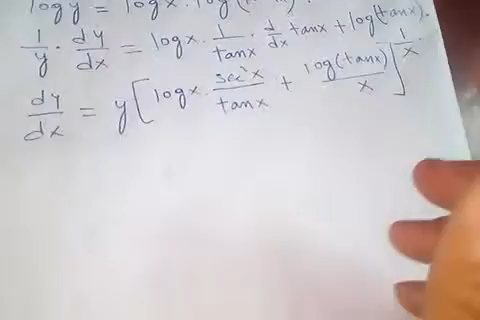 log y = log x . log(
1/y . dy/dx = log x . 1/tan x . d/dx tan x + log(tan x) . 1/x
dy/dx = y [ log x . sec²x/tan x + log(tan x)/x ]